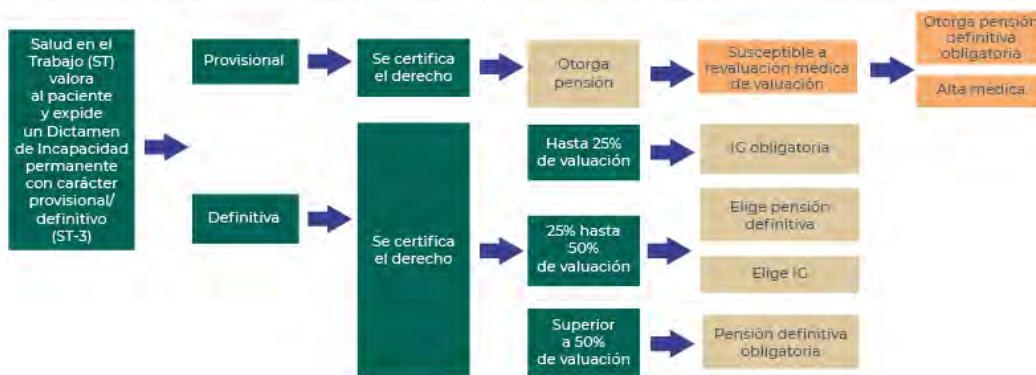 Salud en el
Trabajo (ST)
valora
al paciente
y expide
un Dictamen
de Incapacidad
permanente
con carácter
provisional/
definitivo
(ST-3)
Provisional
Se certifica
el derecho
Otorga
pensión
Susceptible a
revaluación médica
de valuación
Otorga pensión
definitiva
obligatoria
Alta médica
Definitiva
Se certifica
el derecho
Hasta 25%
de valuación
IG obligatoria
25% hasta
50%
de valuación
Elige pensión
definitiva
Elige IG
Superior
a 50%
de valuación
Pensión definitiva
obligatoria